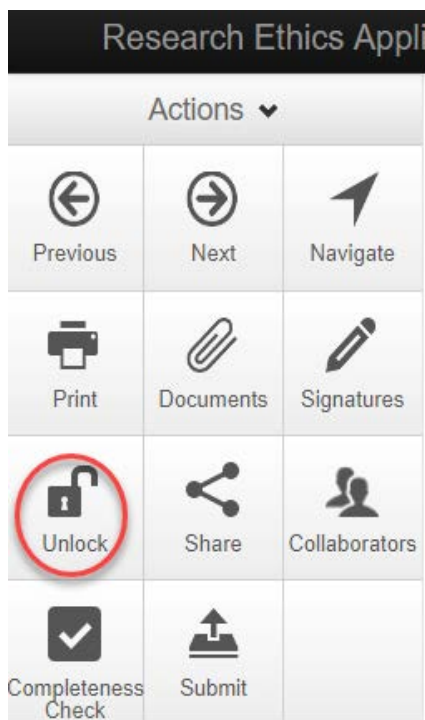 Research Ethics Appli
Actions
Previous Next Navigate
Print Documents Signatures
Unlock Share Collaborators
Completeness Submit
Check